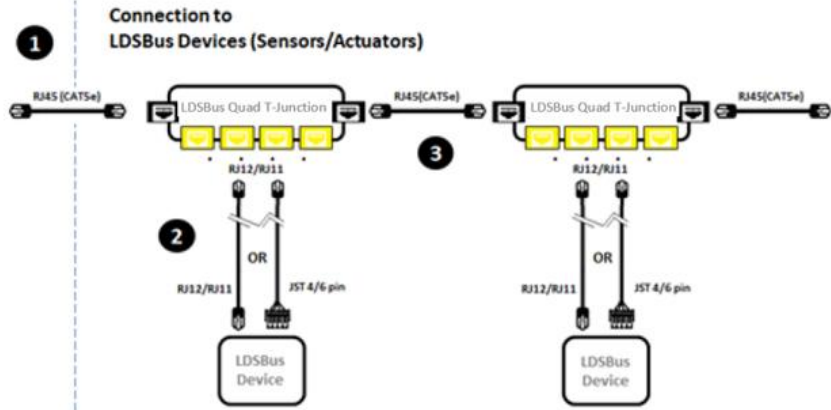 Connection to
LDSBus Devices (Sensors/Actuators)
1
RJ45 (CAT5e)
LDSBus Quad T-Junction
RJ45(CAT5e)
LDSBus Quad T-Junction
RJ45(CAT5e)
3
RJ12/RJ11
RJ12/RJ11
2
OR
OR
RJ12/RJ11
JST 4/6 pin
RJ12/RJ11
JST 4/6 pin
LDSBus
Device
LDSBus
Device